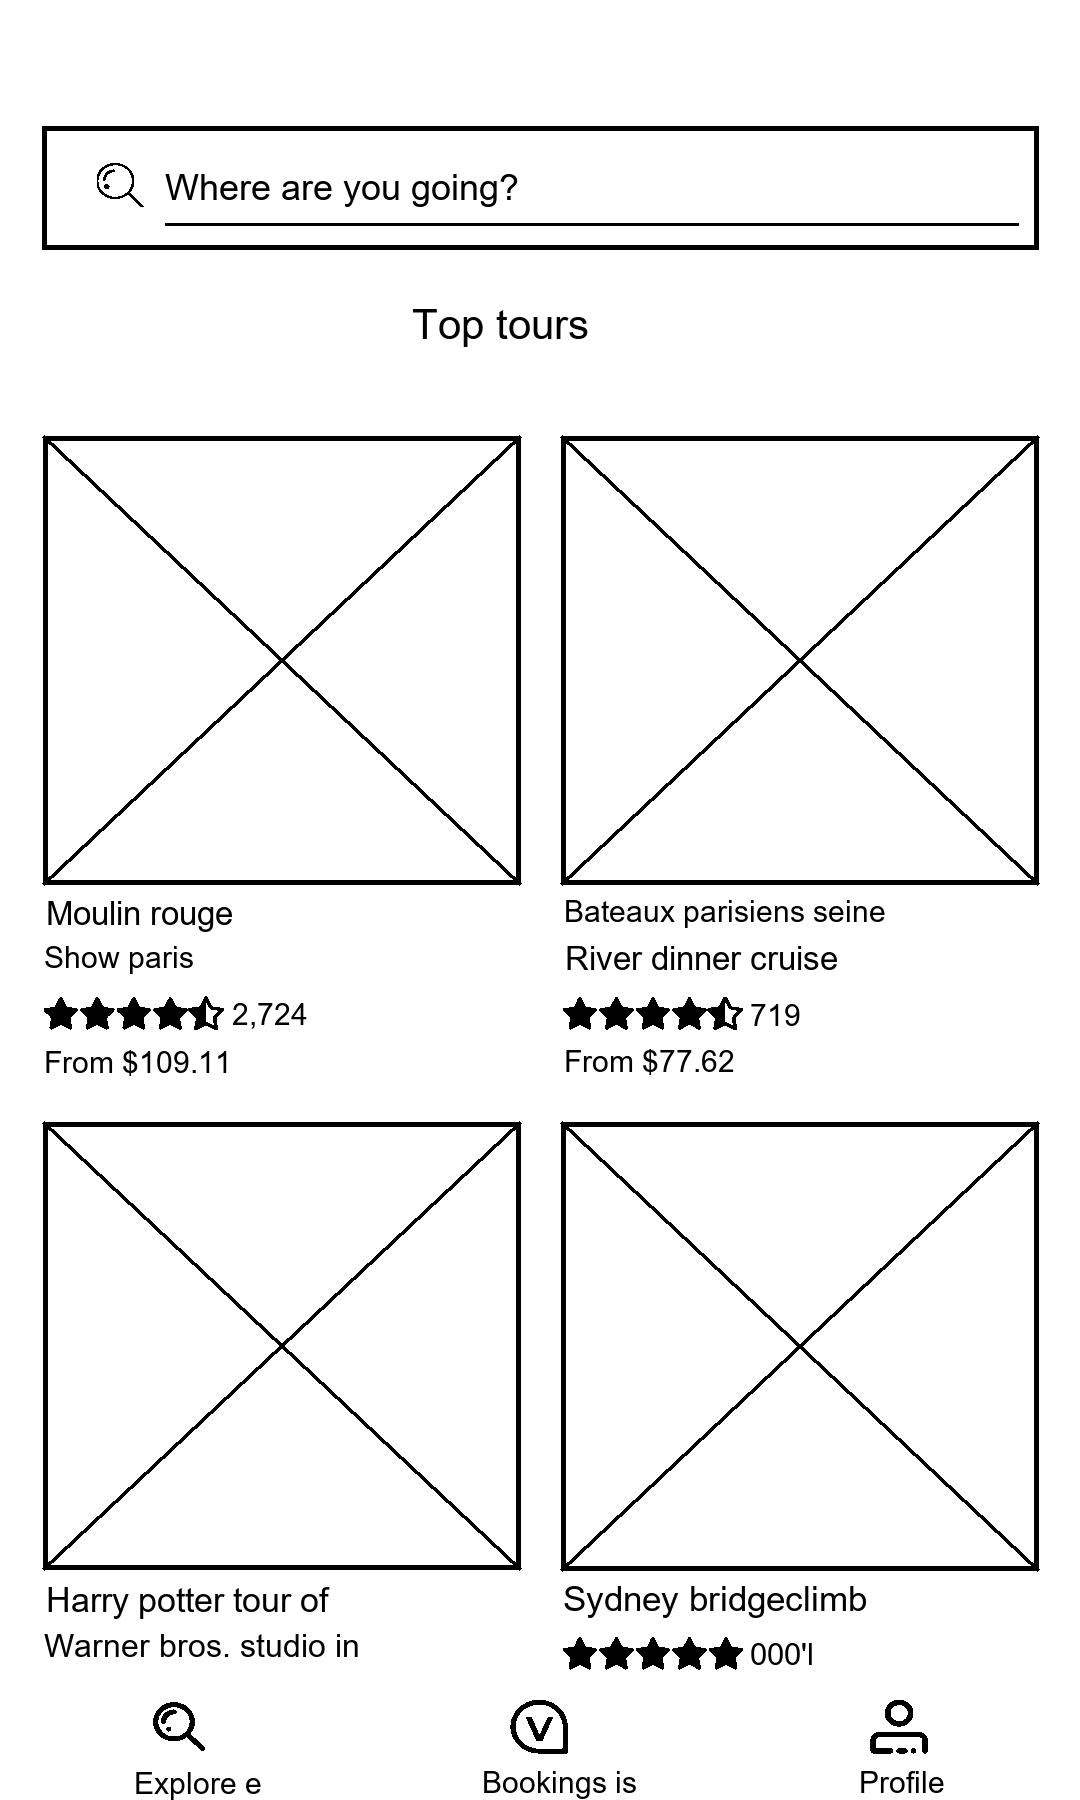 Where are you going?
Top tours
Moulin rouge
Show paris
2,724
From $109.11
Bateaux parisiens seine
River dinner cruise
719
From $77.62
Harry potter tour of
Warner bros. studio in
Sydney bridgeclimb
000'l
Explore e
Bookings is
Profile